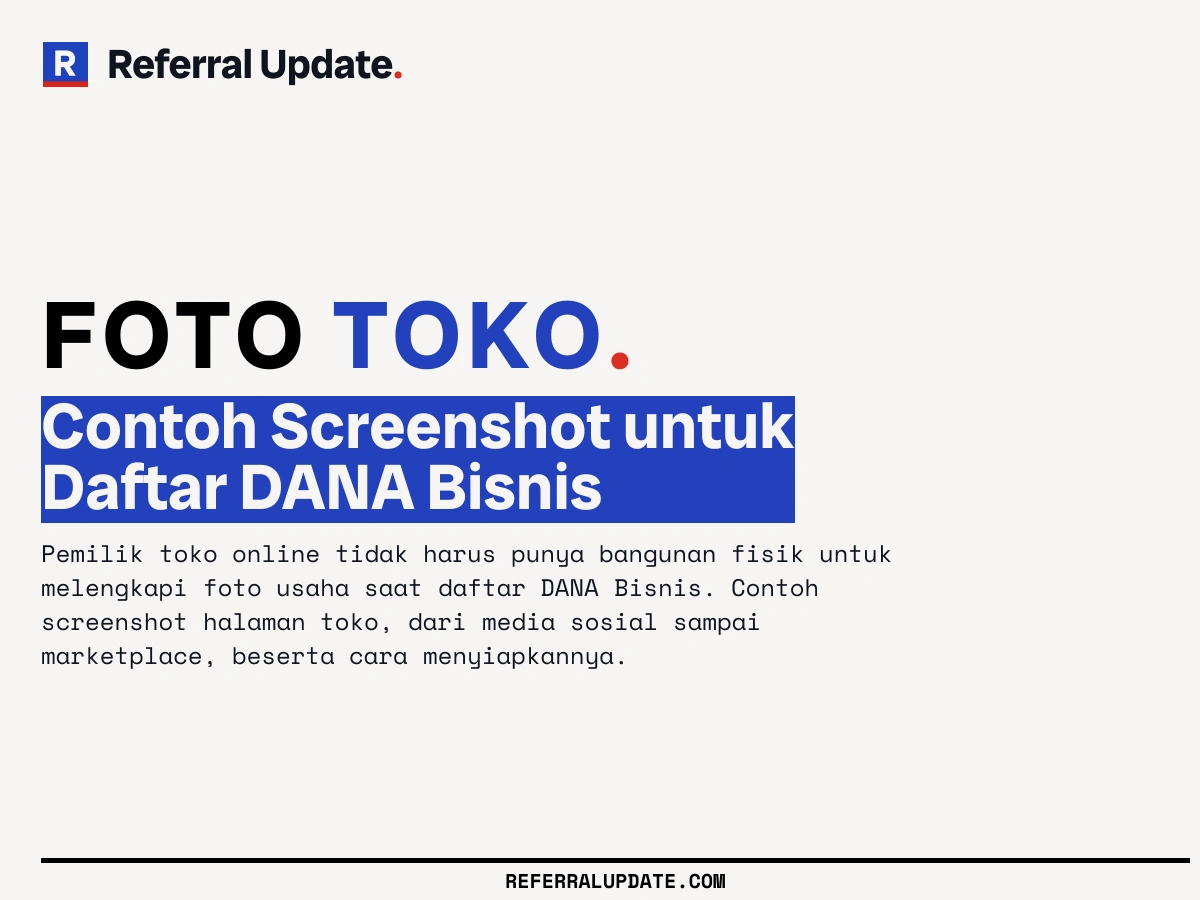 R Referral Update.
FOTO TOKO.
Contoh Screenshot untuk
Daftar DANA Bisnis
Pemilik toko online tidak harus punya bangunan fisik untuk
melengkapi foto usaha saat daftar DANA Bisnis. Contoh
screenshot halaman toko, dari media sosial sampai
marketplace, beserta cara menyiapkannya.
REFERRALUPDATE.COM